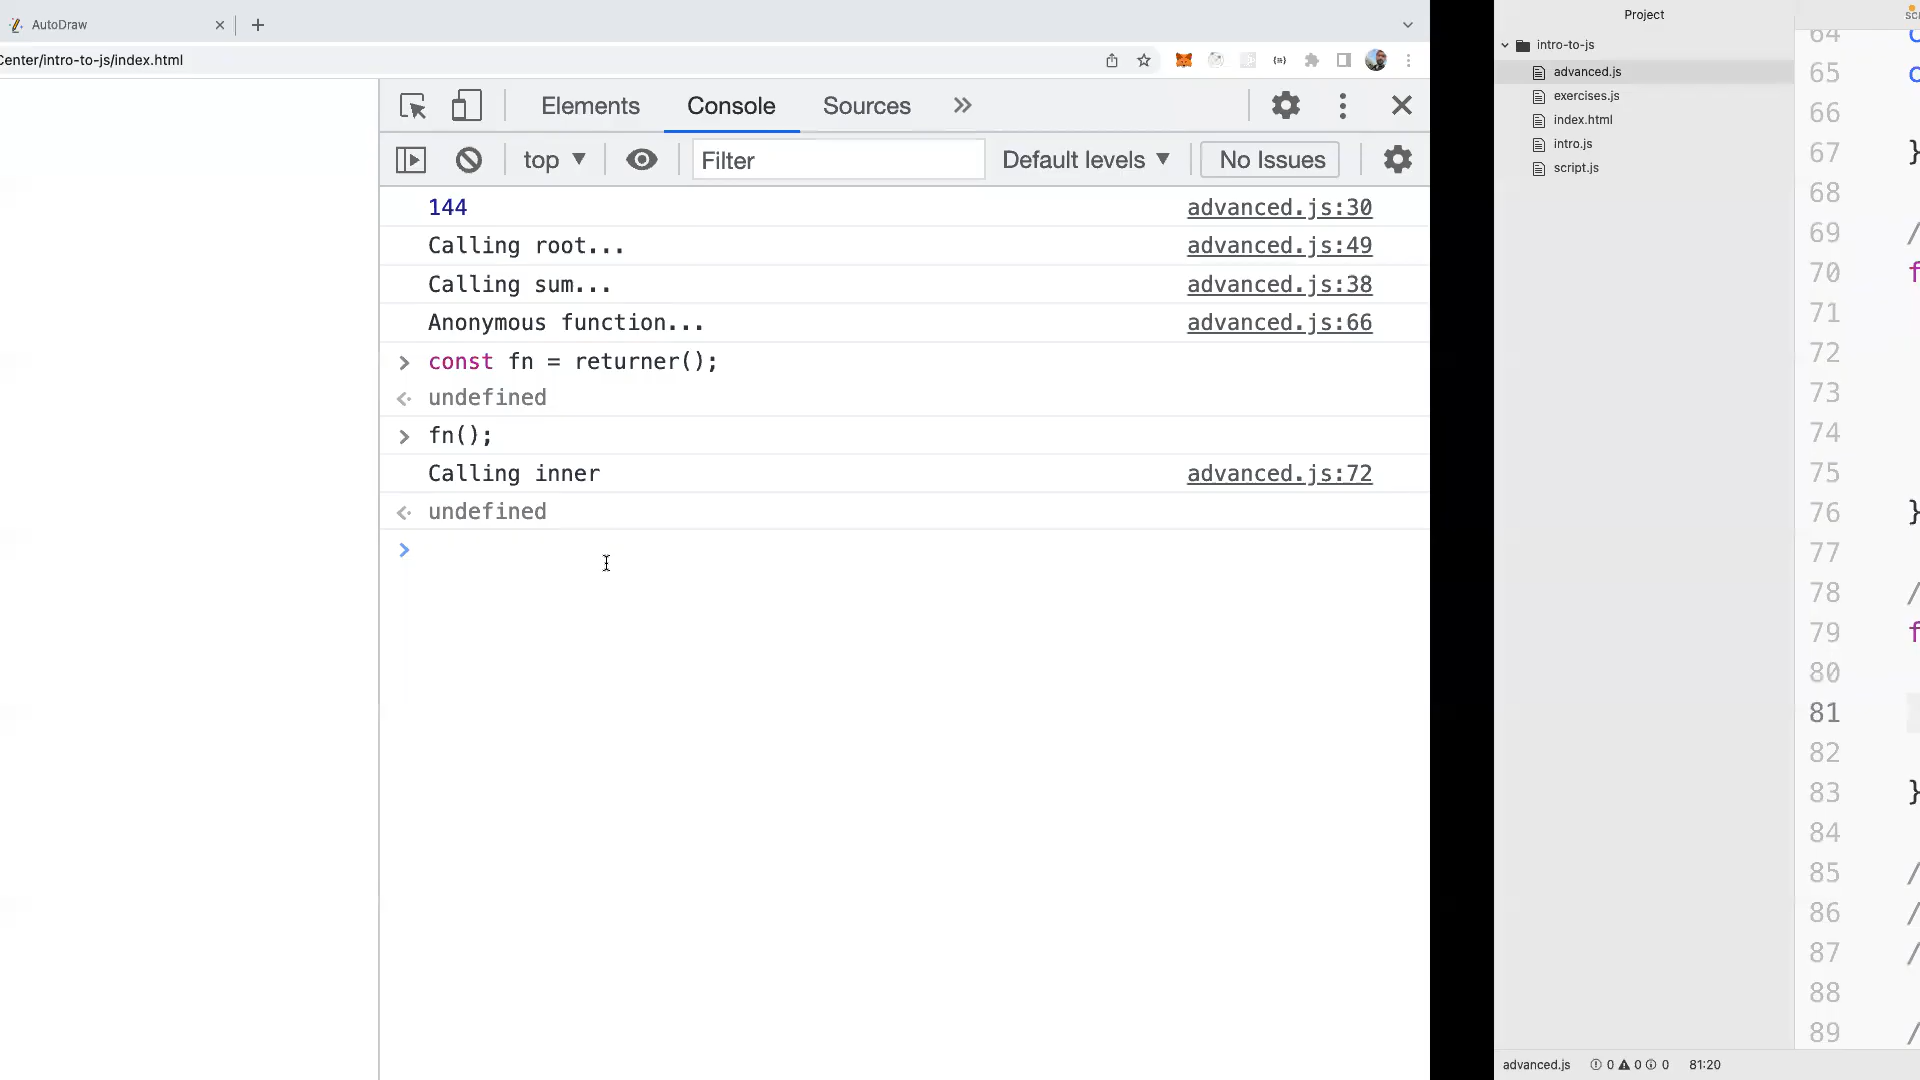 AutoDraw
Center/intro-to-js/index.html
Elements Console Sources
top Filter Default levels No Issues
144 advanced.js:30
Calling root... advanced.js:49
Calling sum... advanced.js:38
Anonymous function... advanced.js:66
> const fn = returner();
undefined
> fn();
Calling inner advanced.js:72
undefined
>
Project
intro-to-js
advanced.js
exercises.js
index.html
intro.js
script.js
64
65
66
67 }
68
69 /
70 f
71
72
73
74
75
76 }
77
78 /
79 f
80
81
82
83 }
84
85 /
86 /
87 /
88
89 /
advanced.js 0 0 0 81:20